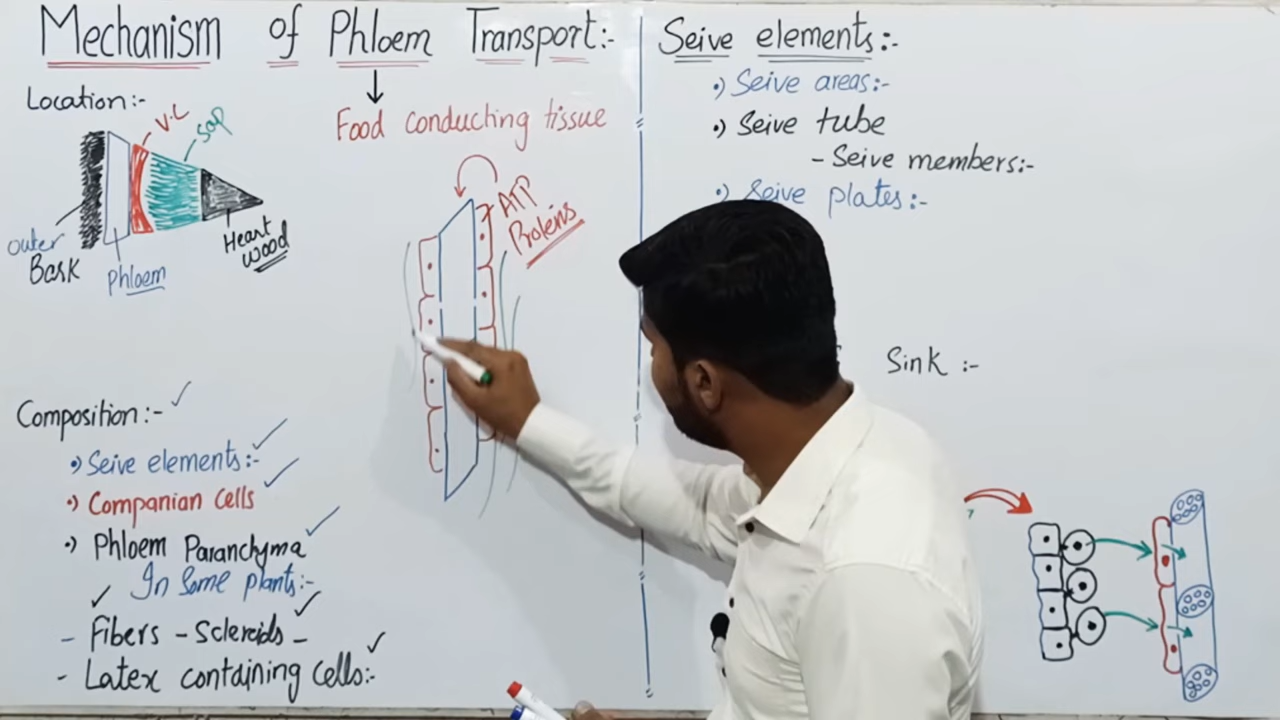 Mechanism of Phloem Transport:-
Food conducting tissue
Location:-
V.C
Sap
Outer
Bark
Phloem
Heart
wood
ATP
Proteins
Composition:-
•) Seive elements:-
•) Companian Cells
•) Phloem Paranchyma
In Some plants:-
- Fibers - Scleroids -
- Latex containing Cells:-
Seive elements:-
•) Seive areas:-
•) Seive tube
- Seive members:-
•) Seive plates:-
Sink :-